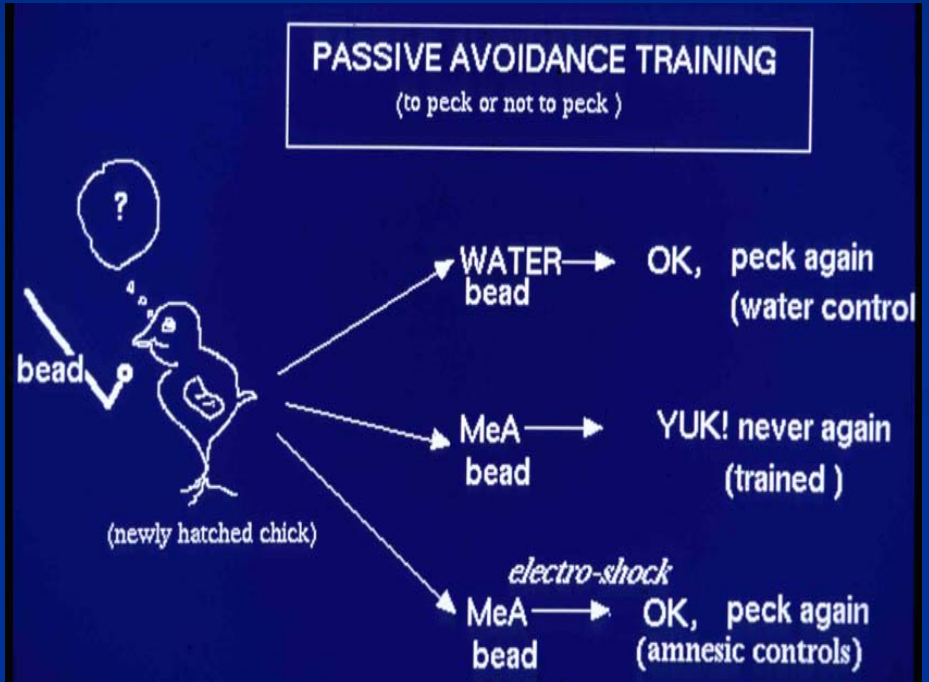 PASSIVE AVOIDANCE TRAINING
(to peck or not to peck )
?
bead
(newly hatched chick)
WATER
bead
OK, peck again
(water control
MeA
bead
YUK! never again
(trained )
electro-shock
MeA
bead
OK, peck again
(amnesic controls)